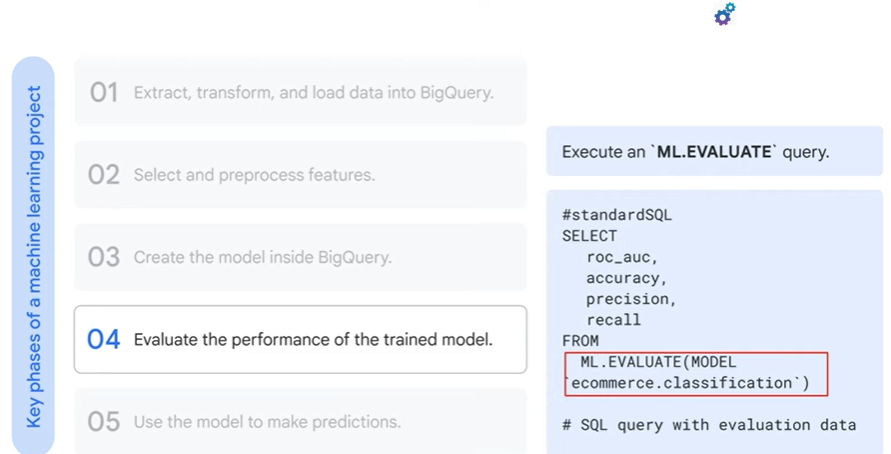 Key phases of a machine learning project
01 Extract, transform, and load data into BigQuery.
02 Select and preprocess features.
03 Create the model inside BigQuery.
04 Evaluate the performance of the trained model.
05 Use the model to make predictions.
Execute an `ML.EVALUATE` query.
#standardSQL
SELECT
roc_auc,
accuracy,
precision,
recall
FROM
ML.EVALUATE(MODEL
`ecommerce.classification`)
# SQL query with evaluation data